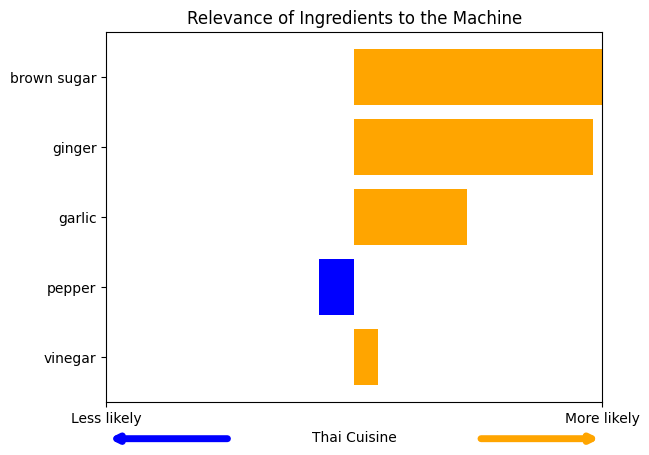 Relevance of Ingredients to the Machine
brown sugar
ginger
garlic
pepper
vinegar
Less likely
More likely
Thai Cuisine